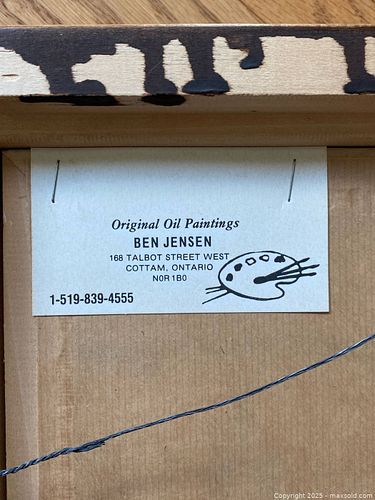 Original Oil Paintings
BEN JENSEN
168 TALBOT STREET WEST
COTTAM, ONTARIO
N0R 1B0
1-519-839-4555
Copyright © 2025 - maxsold.com